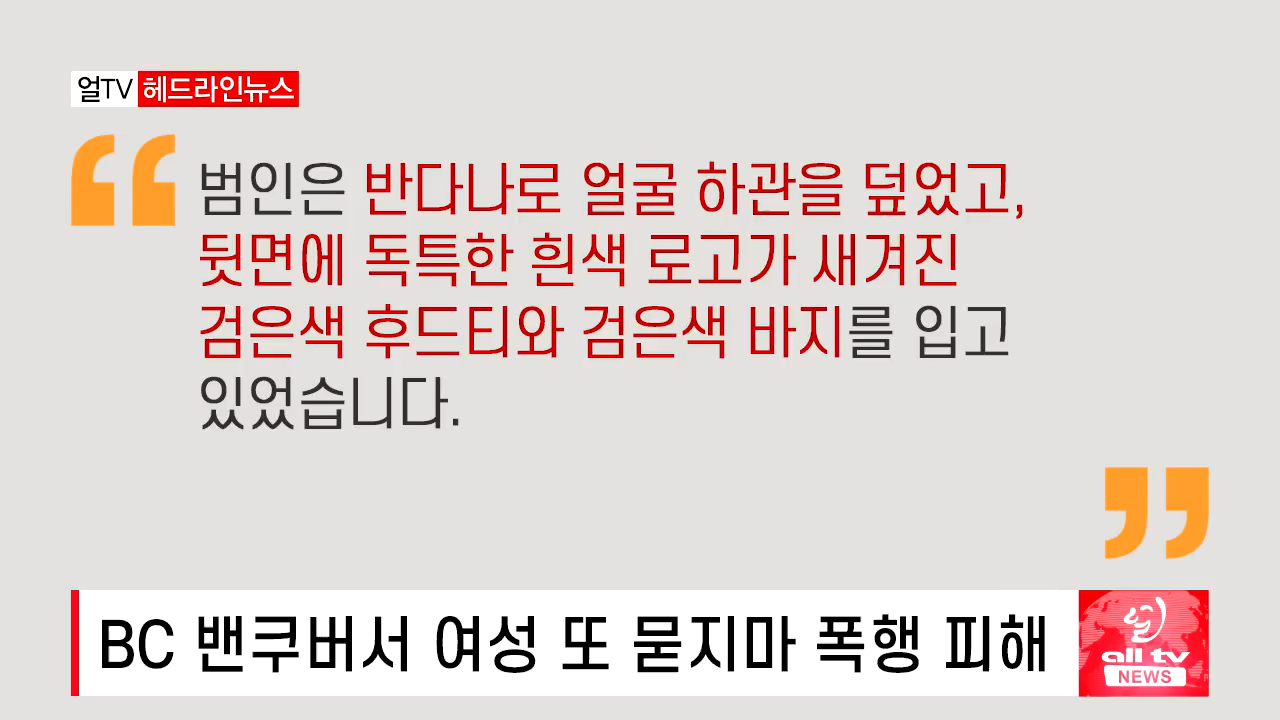 얼TV 헤드라인뉴스
범인은 반다나로 얼굴 하관을 덮었고,
뒷면에 독특한 흰색 로고가 새겨진
검은색 후드티와 검은색 바지를 입고
있었습니다.
BC 밴쿠버서 여성 또 묻지마 폭행 피해
얼
all tv
NEWS